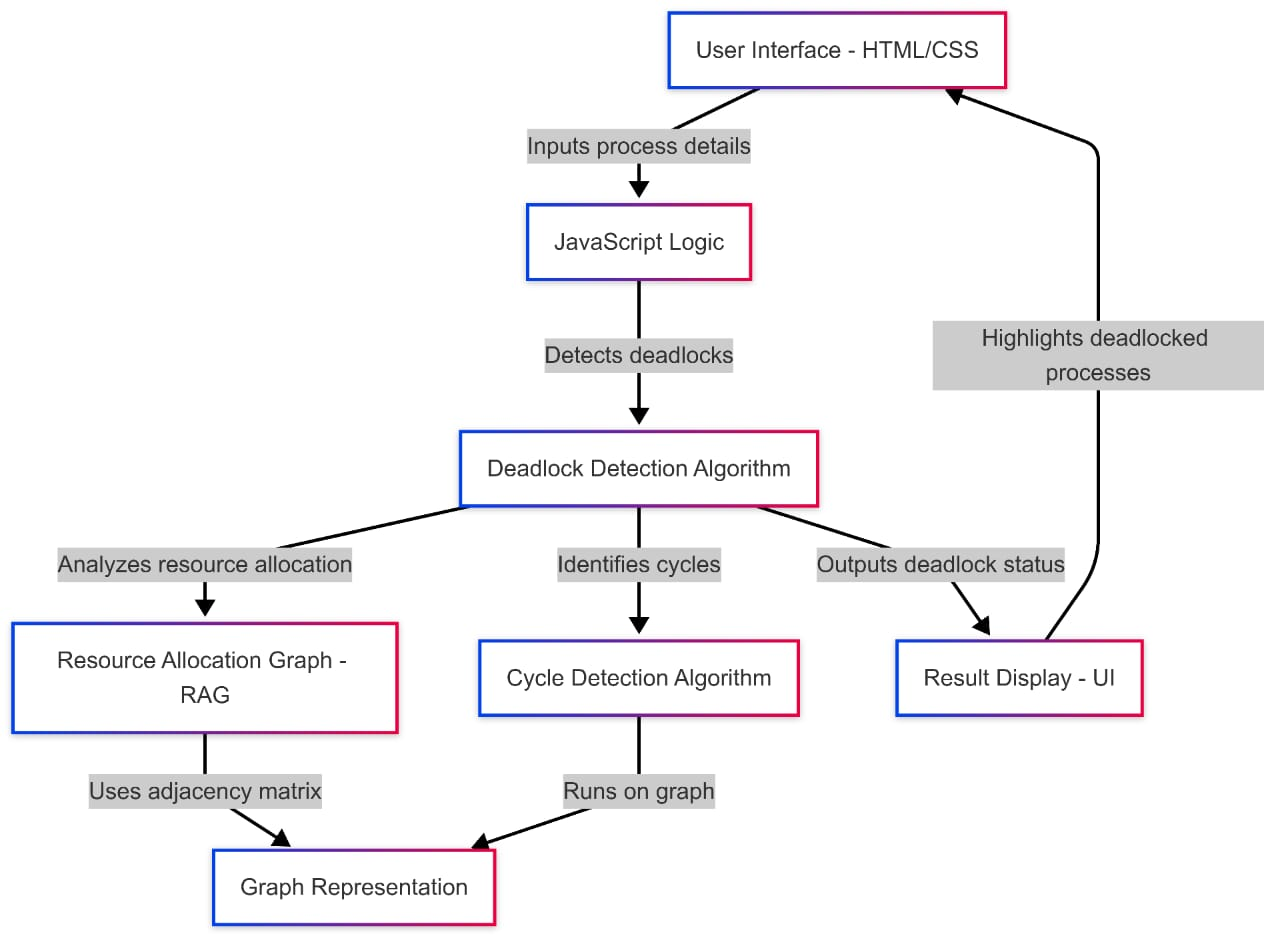 User Interface - HTML/CSS
Inputs process details
JavaScript Logic
Highlights deadlocked
processes
Detects deadlocks
Deadlock Detection Algorithm
Analyzes resource allocation
Identifies cycles
Outputs deadlock status
Resource Allocation Graph -
RAG
Cycle Detection Algorithm
Result Display - UI
Uses adjacency matrix
Runs on graph
Graph Representation